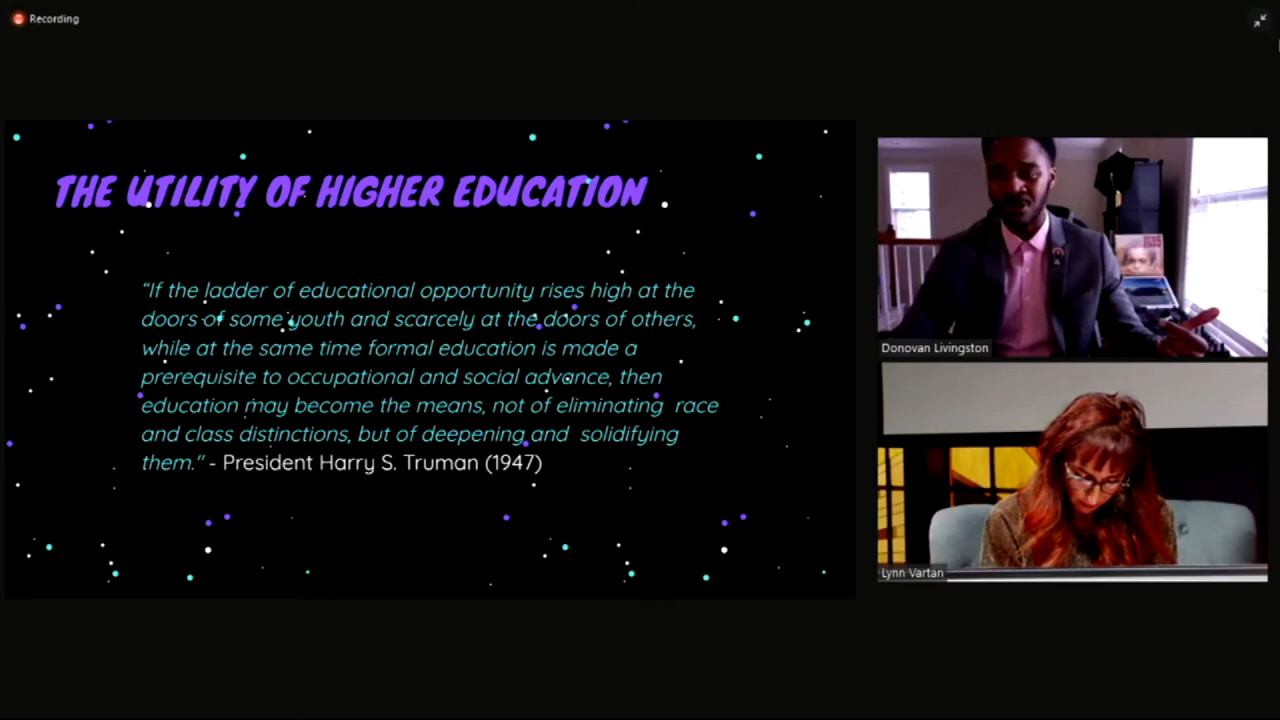 Recording
THE UTILITY OF HIGHER EDUCATION
“If the ladder of educational opportunity rises high at the
doors of some youth and scarcely at the doors of others,
while at the same time formal education is made a
prerequisite to occupational and social advance, then
education may become the means, not of eliminating race
and class distinctions, but of deepening and solidifying
them.” - President Harry S. Truman (1947)
Donovan Livingston
Lynn Vartan